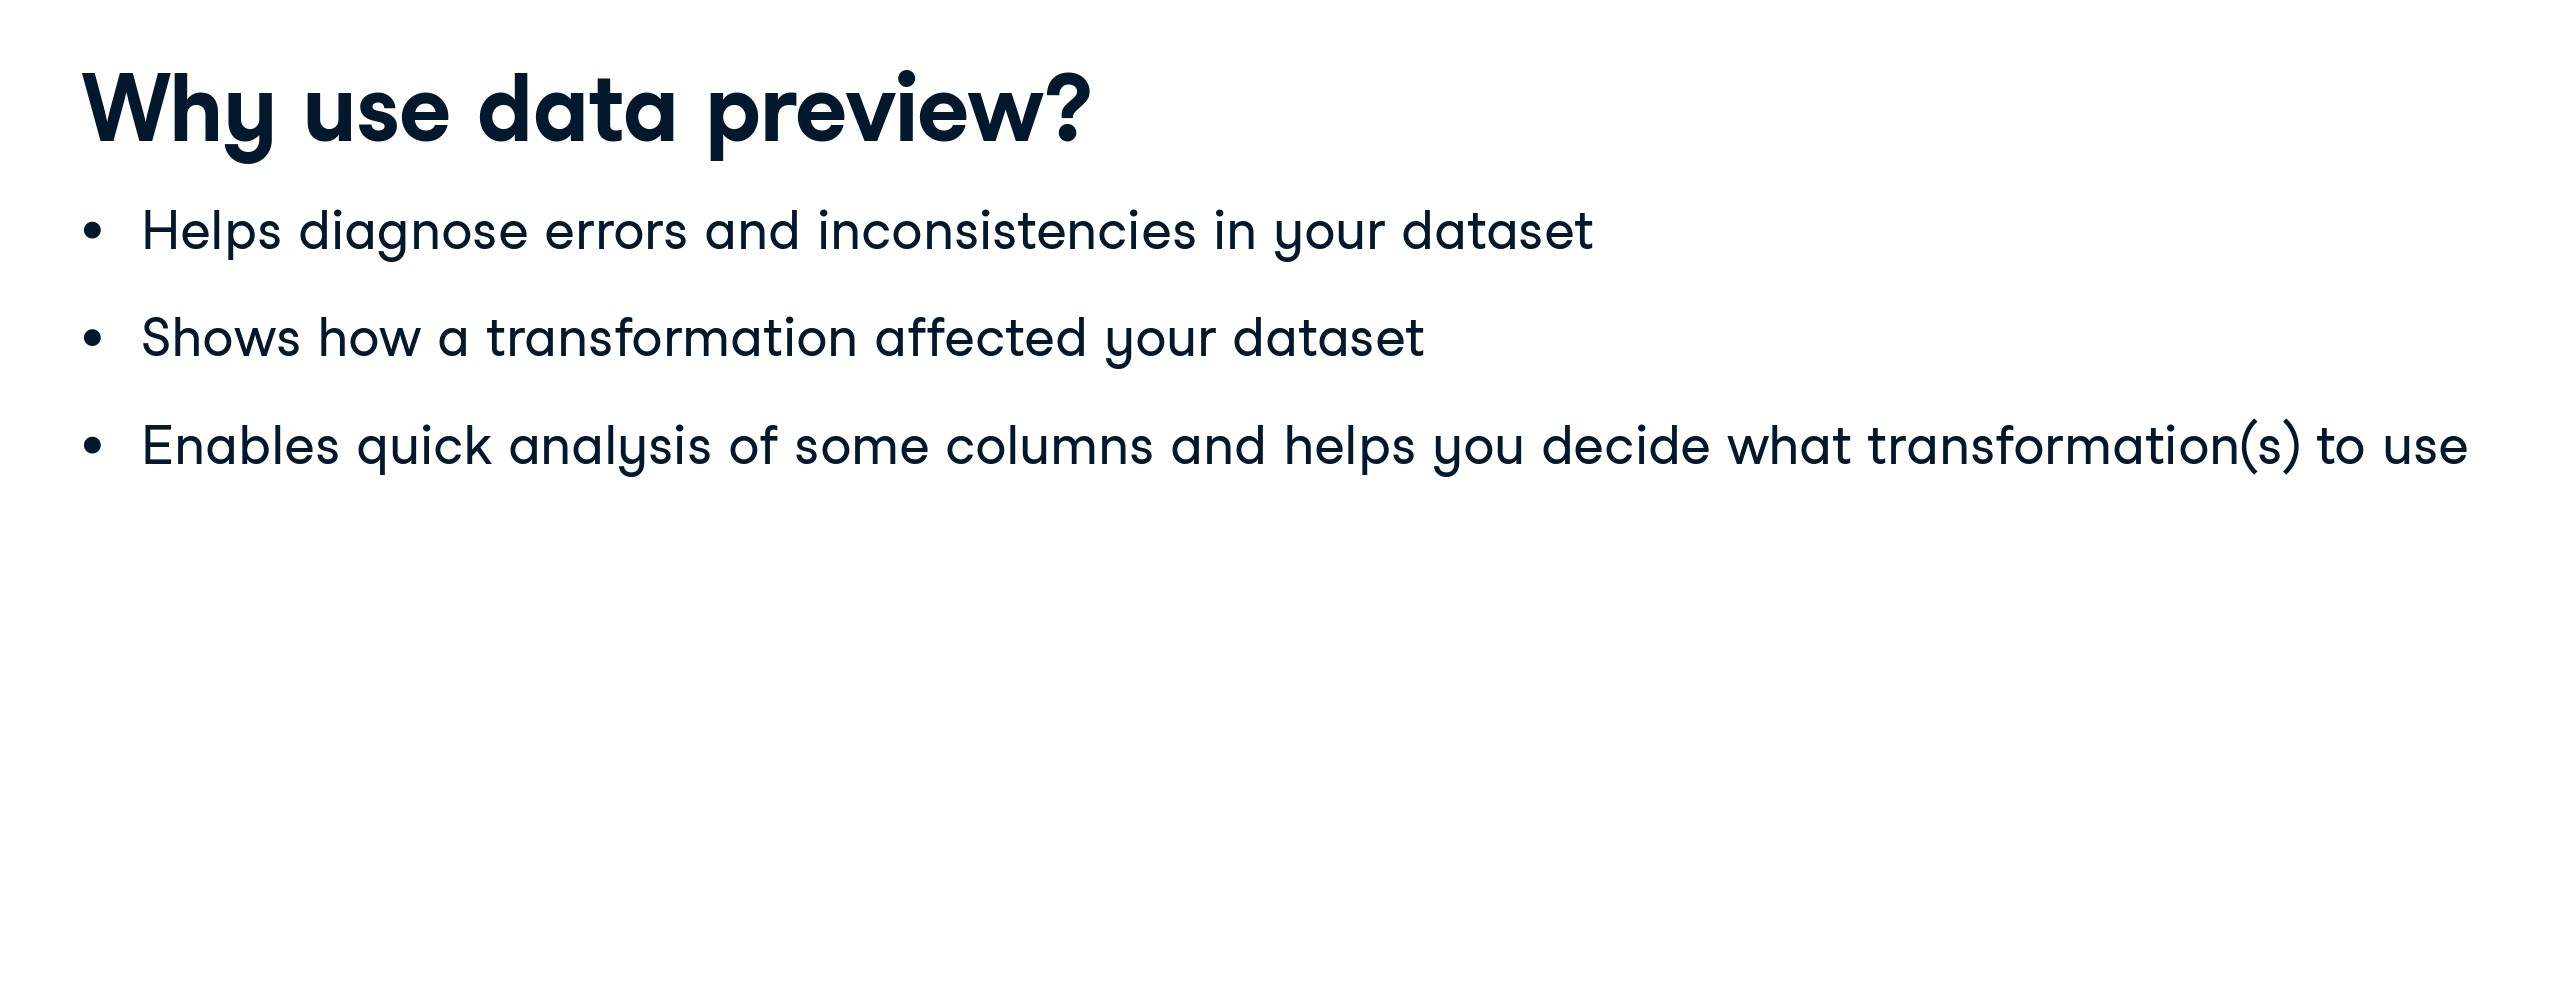 Why use data preview?
• Helps diagnose errors and inconsistencies in your dataset
• Shows how a transformation affected your dataset
• Enables quick analysis of some columns and helps you decide what transformation(s) to use